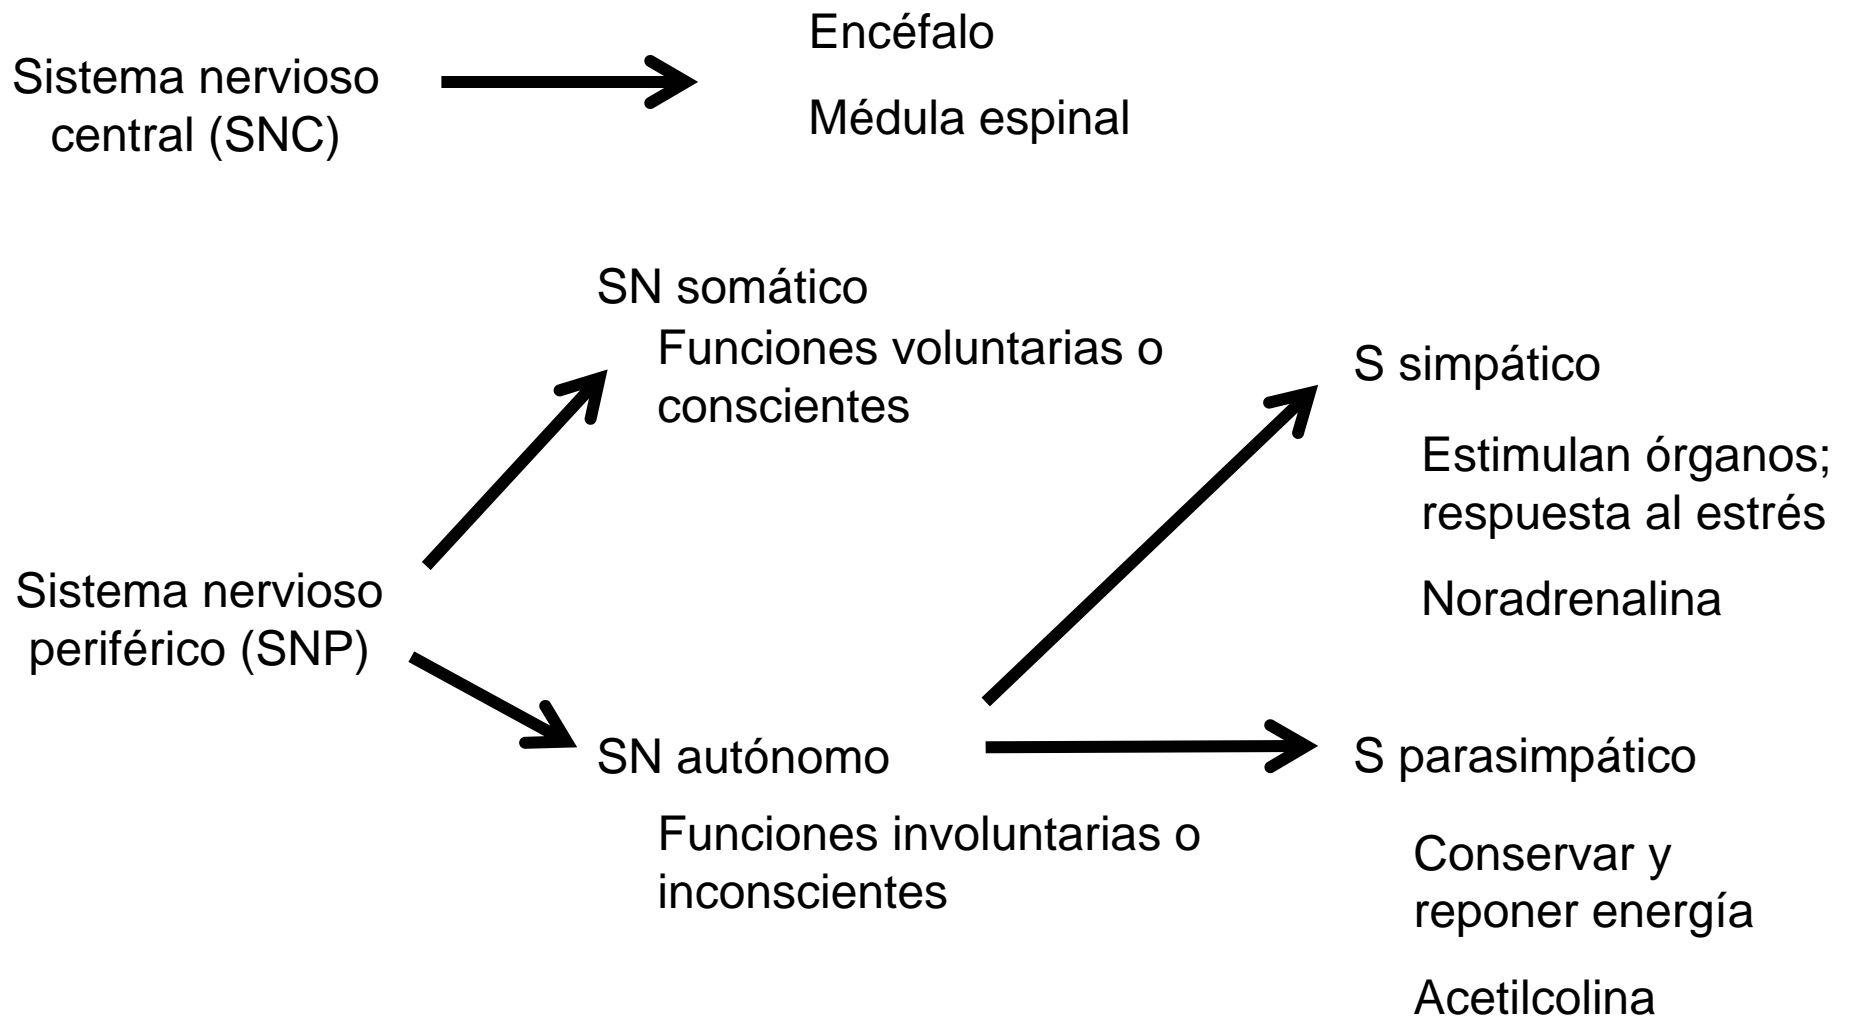 Sistema nervioso
central (SNC)
Encéfalo
Médula espinal
Sistema nervioso
periférico (SNP)
SN somático
Funciones voluntarias o
conscientes
SN autónomo
Funciones involuntarias o
inconscientes
S simpático
Estimulan órganos;
respuesta al estrés
Noradrenalina
S parasimpático
Conservar y
reponer energía
Acetilcolina